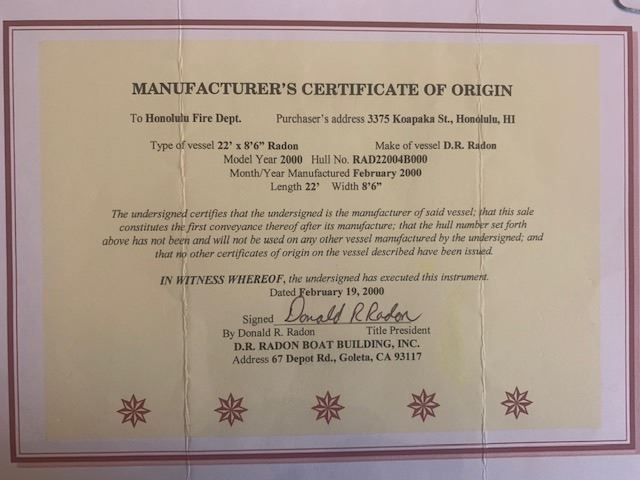 MANUFACTURER'S CERTIFICATE OF ORIGIN
To Honolulu Fire Dept. Purchaser's address 3375 Koapaka St., Honolulu, HI
Type of vessel 22' x 8'6" Radon Make of vessel D.R. Radon
Model Year 2000 Hull No. RAD22004B000
Month/Year Manufactured February 2000
Length 22' Width 8'6"
The undersigned certifies that the undersigned is the manufacturer of said vessel; that this sale
constitutes the first conveyance thereof after its manufacture; that the hull number set forth
above has not been and will not be used on any other vessel manufactured by the undersigned; and
that no other certificates of origin on the vessel described have been issued.
IN WITNESS WHEREOF, the undersigned has executed this instrument.
Dated February 19, 2000
Signed Donald R Radon
By Donald R. Radon Title President
D.R. RADON BOAT BUILDING, INC.
Address 67 Depot Rd., Goleta, CA 93117